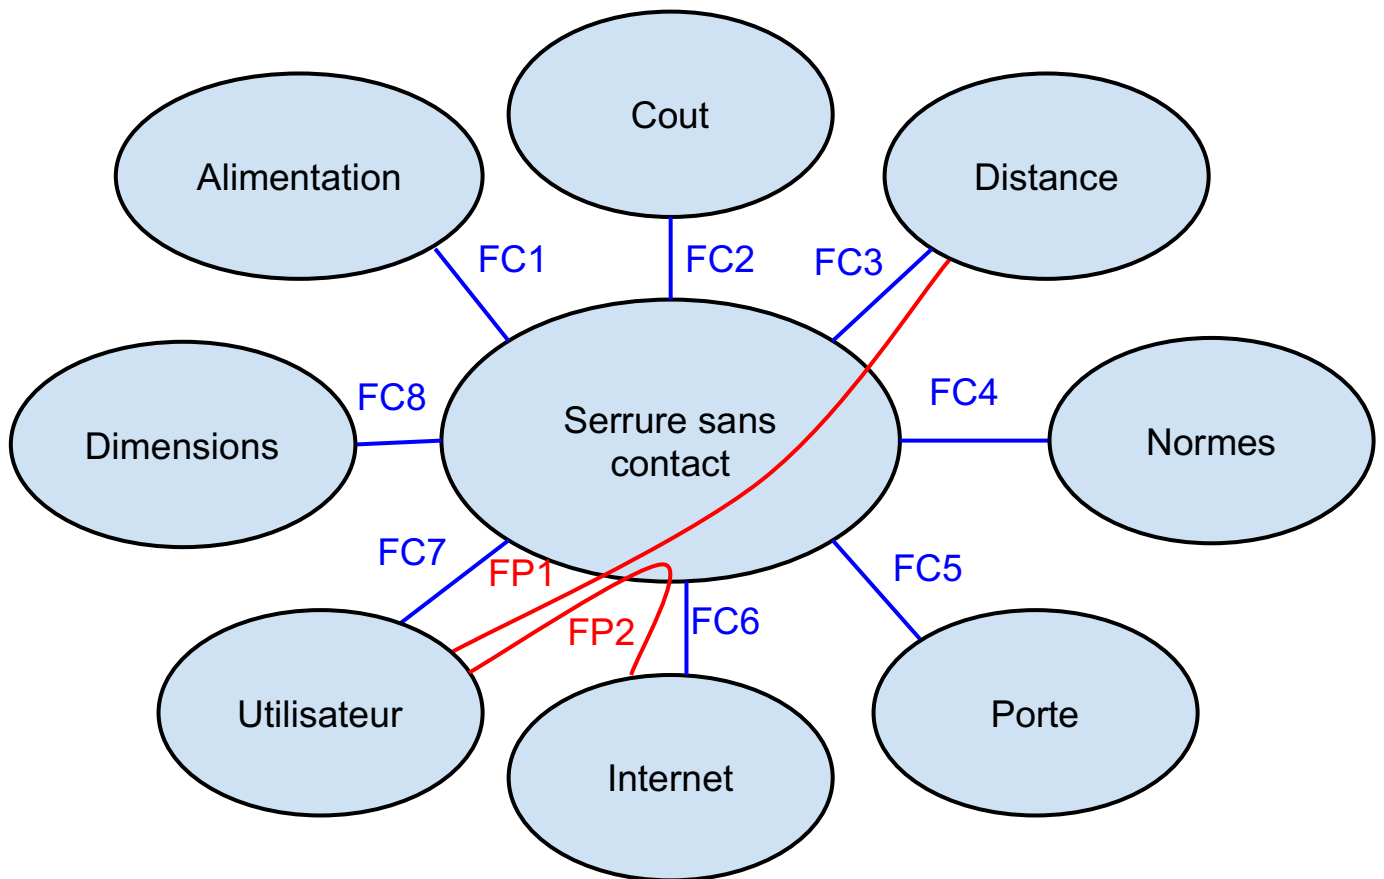 Cout
Alimentation
Distance
FC1
FC2
FC3
FC8
FC4
Serrure sans
contact
Dimensions
Normes
FC7
FP1
FC5
FP2
FC6
Utilisateur
Internet
Porte